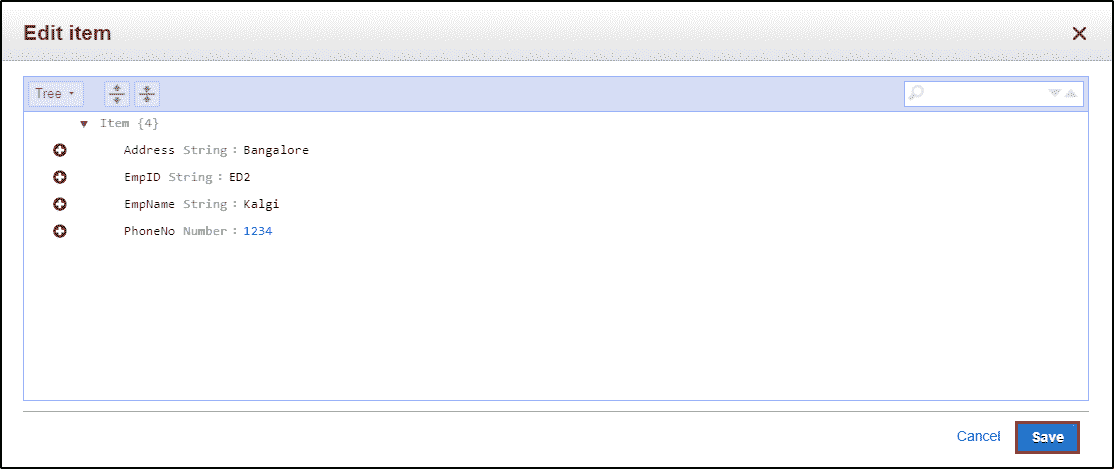 Edit item
Tree
Item {4}
Address String : Bangalore
EmpID String : ED2
EmpName String : Kalgi
PhoneNo Number : 1234
Cancel Save